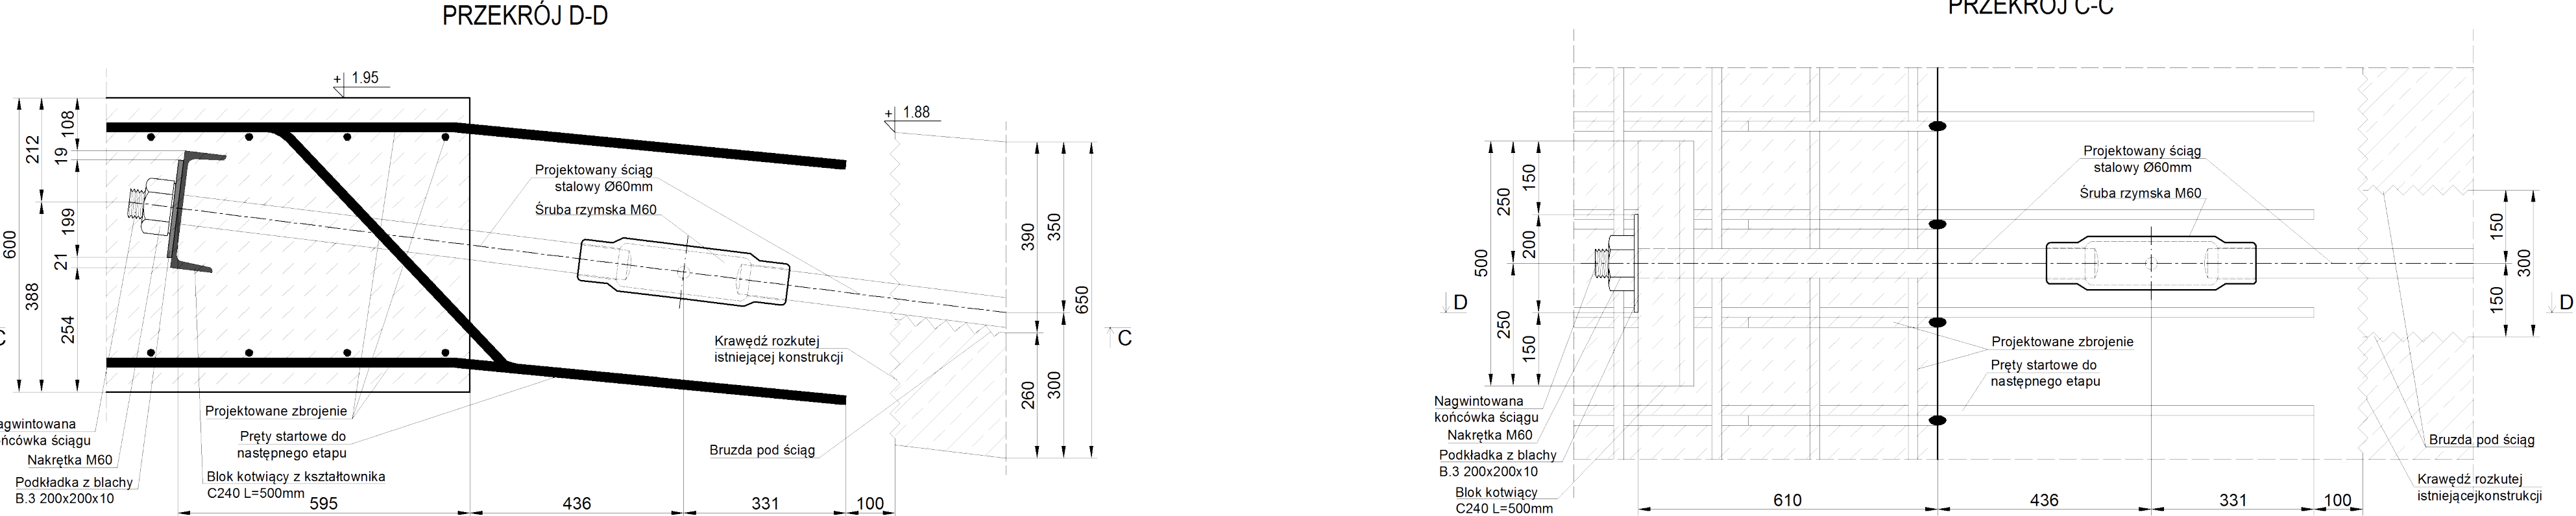 PRZEKRÓJ D-D
+ 1.95
+ 1.88
600
212
388
108
19
199
21
254
Projektowany ściąg
stalowy Ø60mm
Śruba rzymska M60
390
350
650
260
300
C
Krawędź rozkutej
istniejącej konstrukcji
Bruzda pod ściąg
Projektowane zbrojenie
Pręty startowe do
następnego etapu
końcówka ściągu
Nakrętka M60
Podkładka z blachy
B.3 200x200x10
Blok kotwiący z kształtownika
C240 L=500mm
595
436
331
100
PRZEKRÓJ C-C
500
250
250
150
200
150
D
Projektowany ściąg
stalowy Ø60mm
Śruba rzymska M60
150
150
300
D
Projektowane zbrojenie
Pręty startowe do
następnego etapu
Nagwintowana
końcówka ściągu
Nakrętka M60
Podkładka z blachy
B.3 200x200x10
Blok kotwiący
C240 L=500mm
Bruzda pod ściąg
Krawędź rozkutej
istniejącejkonstrukcji
610
436
331
100